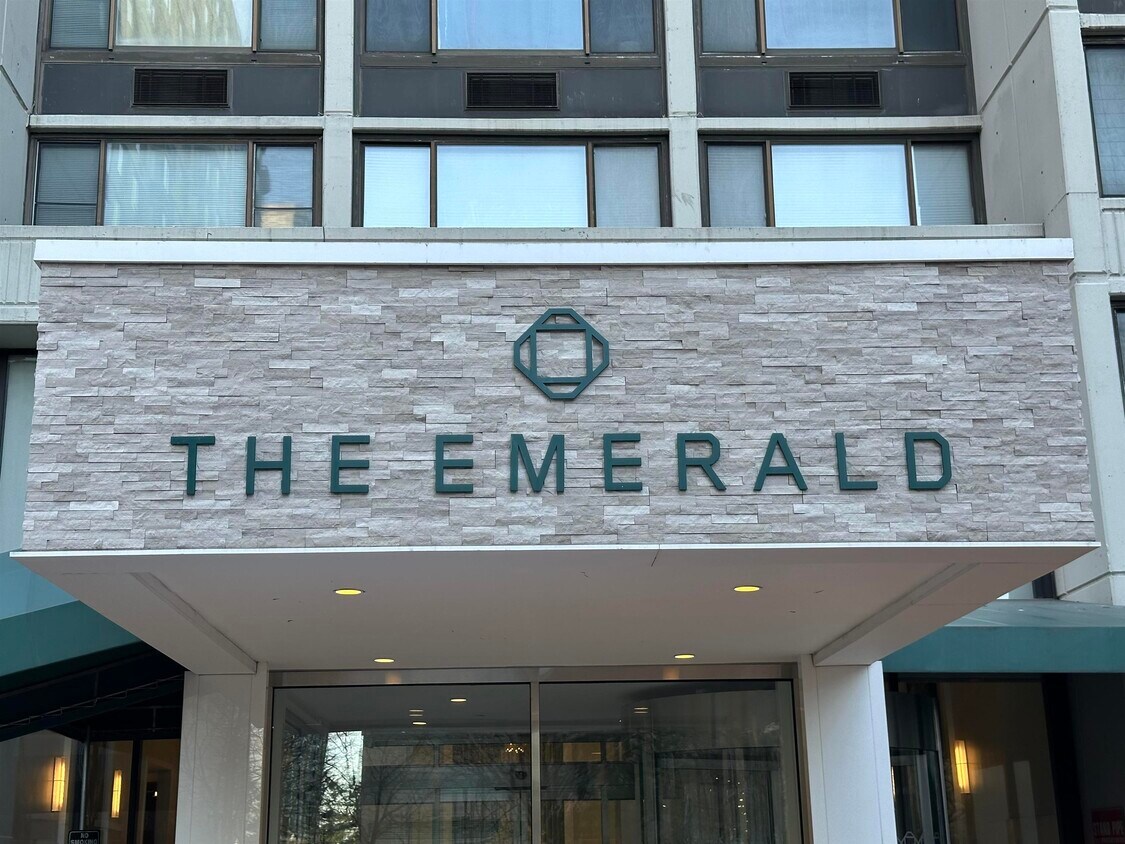 THE EMERALD
NO
SMOKING